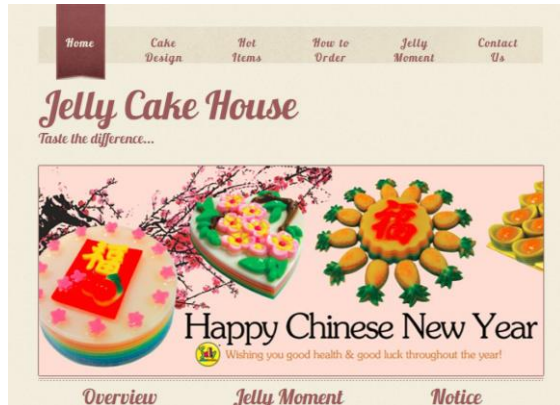 Home
Cake Design
Hot Items
How to Order
Jelly Moment
Contact Us
Jelly Cake House
Taste the difference...
福
福
Happy Chinese New Year
Wishing you good health & good luck throughout the year!
Overview
Jelly Moment
Notice